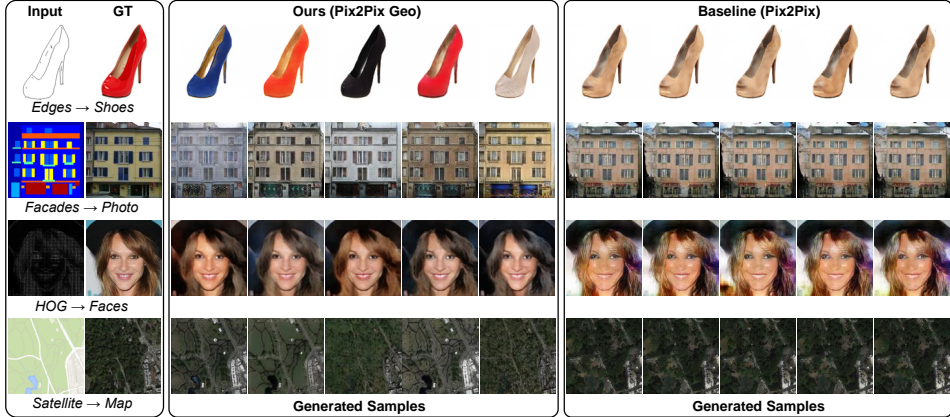 Input GT Ours (Pix2Pix Geo) Baseline (Pix2Pix)
Edges → Shoes
Facades → Photo
HOG → Faces
Satellite → Map
Generated Samples Generated Samples